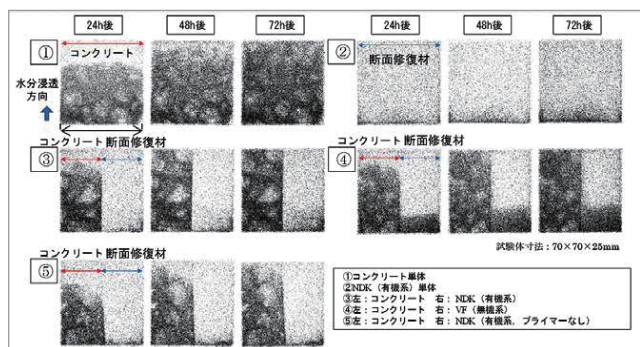 24h後 48h後 72h後 24h後 48h後 72h後
① コンクリート
② 断面修復材
水分浸透
方向
コンクリート 断面修復材
③
コンクリート 断面修復材
④
試験体寸法：70×70×25mm
コンクリート 断面修復材
⑤
①コンクリート単体
②NDK（有機系）単体
③左：コンクリート 右：NDK（有機系）
④左：コンクリート 右：VF（無機系）
⑤左：コンクリート 右：NDK（有機系，プライマーなし）